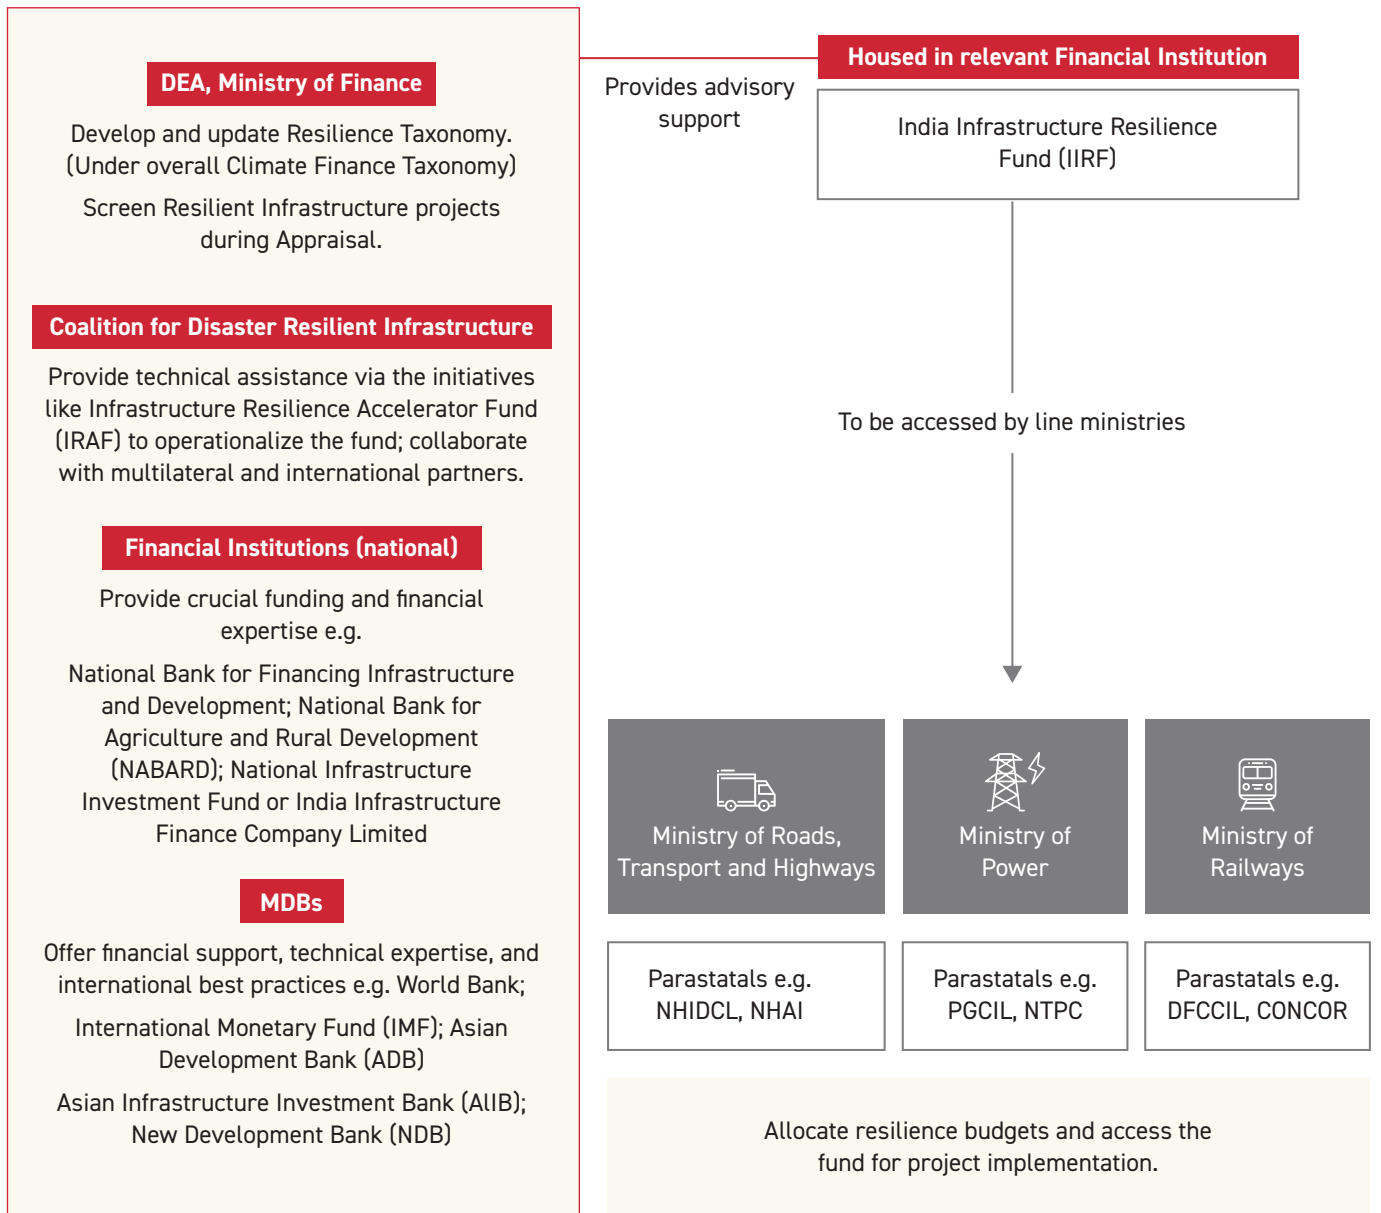 DEA, Ministry of Finance
Develop and update Resilience Taxonomy.
(Under overall Climate Finance Taxonomy)
Screen Resilient Infrastructure projects
during Appraisal.
Coalition for Disaster Resilient Infrastructure
Provide technical assistance via the initiatives
like Infrastructure Resilience Accelerator Fund
(IRAF) to operationalize the fund; collaborate
with multilateral and international partners.
Financial Institutions (national)
Provide crucial funding and financial
expertise e.g.
National Bank for Financing Infrastructure
and Development; National Bank for
Agriculture and Rural Development
(NABARD); National Infrastructure
Investment Fund or India Infrastructure
Finance Company Limited
MDBs
Offer financial support, technical expertise, and
international best practices e.g. World Bank;
International Monetary Fund (IMF); Asian
Development Bank (ADB)
Asian Infrastructure Investment Bank (AIIB);
New Development Bank (NDB)
Provides advisory
support
Housed in relevant Financial Institution
India Infrastructure Resilience
Fund (IIRF)
To be accessed by line ministries
Ministry of Roads,
Transport and Highways
Ministry of
Power
Ministry of
Railways
Parastatals e.g.
NHIDCL, NHAI
Parastatals e.g.
PGCIL, NTPC
Parastatals e.g.
DFCCIL, CONCOR
Allocate resilience budgets and access the
fund for project implementation.